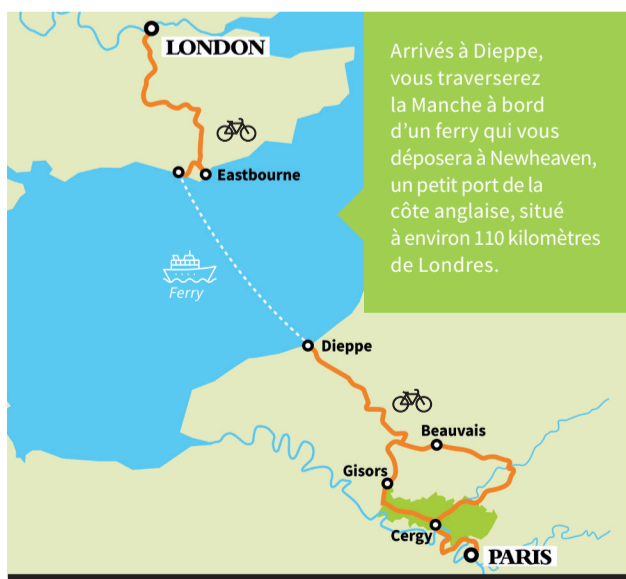 LONDON
Eastbourne
Arrivés à Dieppe,
vous traverserez
la Manche à bord
d'un ferry qui vous
déposera à Newheaven,
un petit port de la
côte anglaise, situé
à environ 110 kilomètres
de Londres.
Ferry
Dieppe
Beauvais
Gisors
Cergy
PARIS